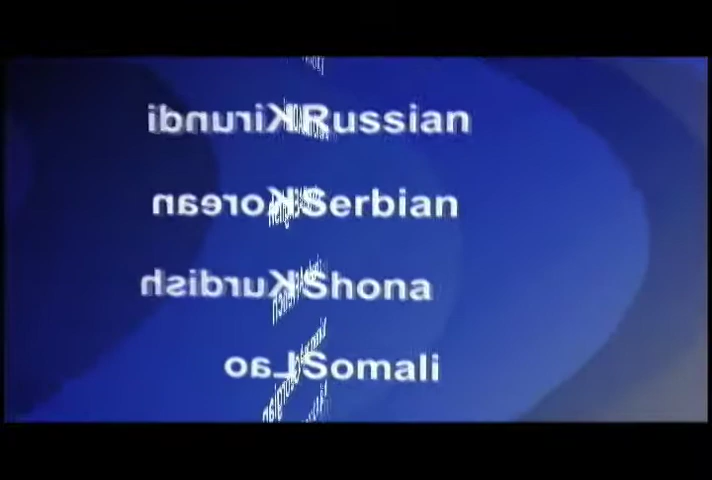 Kirundi Russian
Korean Serbian
Kurdish Shona
Lao Somali